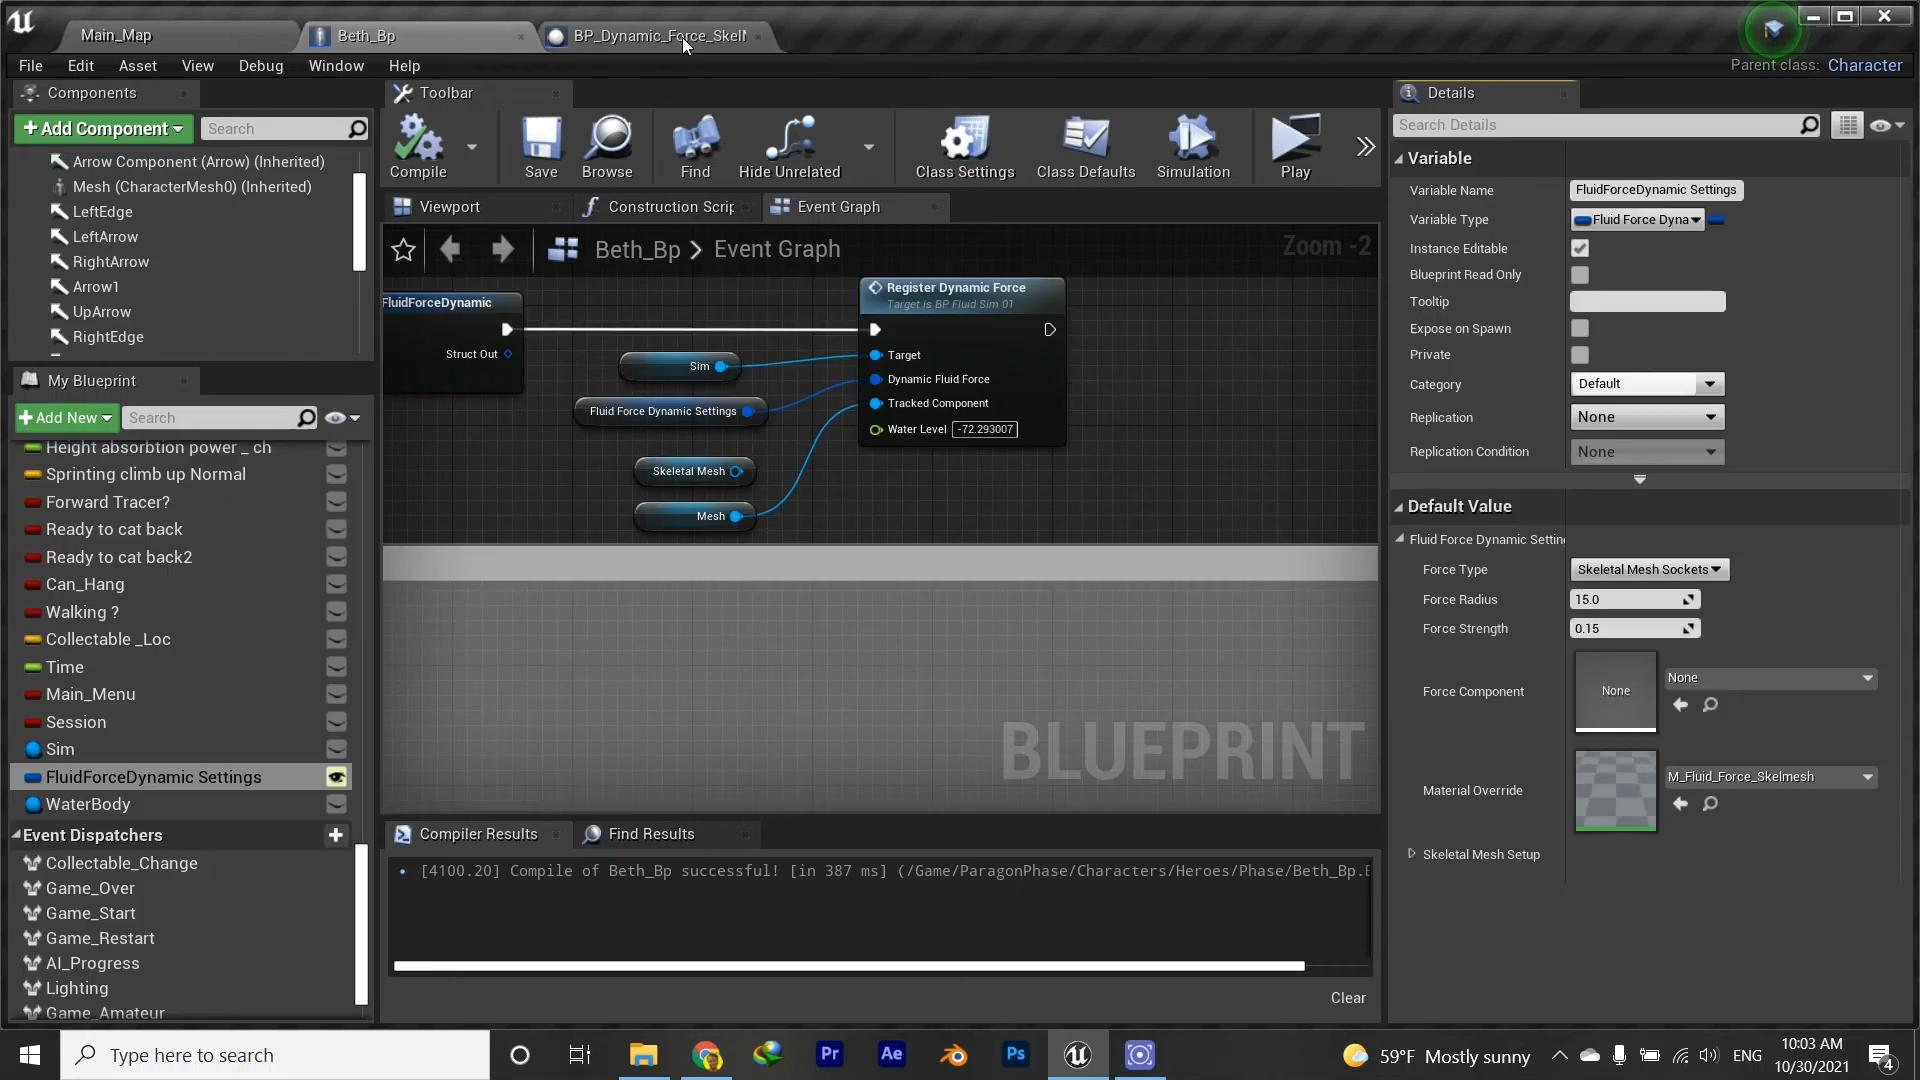 Main_Map
Beth_Bp
BP_Dynamic_Force_Skel
File
Edit
Asset
View
Debug
Window
Help
Parent class: Character
Components
+Add Component
Search
Arrow Component (Arrow) (Inherited)
Mesh (CharacterMesh0) (Inherited)
LeftEdge
LeftArrow
RightArrow
Arrow1
UpArrow
RightEdge
My Blueprint
+Add New
Search
Height absorbtion power _ ch
Sprinting climb up Normal
Forward Tracer?
Ready to cat back
Ready to cat back2
Can_Hang
Walking ?
Collectable _Loc
Time
Main_Menu
Session
Sim
FluidForceDynamic Settings
WaterBody
Event Dispatchers
Collectable_Change
Game_Over
Game_Start
Game_Restart
AI_Progress
Lighting
Game_Amateur
Toolbar
Compile
Save
Browse
Find
Hide Unrelated
Class Settings
Class Defaults
Simulation
Play
Viewport
Construction Scrip
Event Graph
Beth_Bp > Event Graph
Zoom -2
FluidForceDynamic
Struct Out
Sim
Fluid Force Dynamic Settings
Skeletal Mesh
Mesh
Register Dynamic Force
Target is BP Fluid Sim 01
Target
Dynamic Fluid Force
Tracked Component
Water Level -72.293007
BLUEPRINT
Compiler Results
Find Results
[4100.20] Compile of Beth_Bp successful! [in 387 ms] (/Game/ParagonPhase/Characters/Heroes/Phase/Beth_Bp.
Clear
Details
Search Details
Variable
Variable Name FluidForceDynamic Settings
Variable Type Fluid Force Dyna
Instance Editable
Blueprint Read Only
Tooltip
Expose on Spawn
Private
Category Default
Replication None
Replication Condition None
Default Value
Fluid Force Dynamic Settin
Force Type Skeletal Mesh Sockets
Force Radius 15.0
Force Strength 0.15
Force Component None None
Material Override M_Fluid_Force_Skelmesh
Skeletal Mesh Setup
Type here to search
Pr
Ae
Ps
59°F Mostly sunny
ENG
10:03 AM
10/30/2021
4